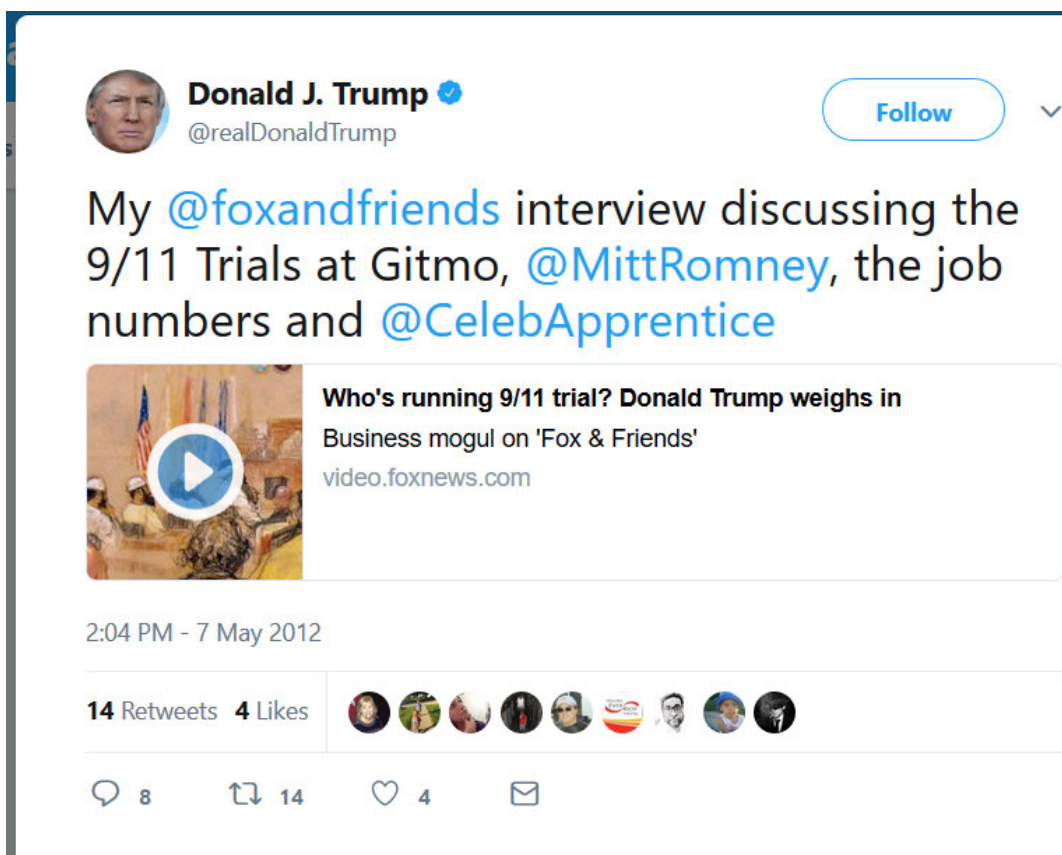 Donald J. Trump
@realDonaldTrump
Follow
My @foxandfriends interview discussing the
9/11 Trials at Gitmo, @MittRomney, the job
numbers and @CelebApprentice
Who's running 9/11 trial? Donald Trump weighs in
Business mogul on 'Fox & Friends'
video.foxnews.com
2:04 PM - 7 May 2012
14 Retweets 4 Likes
8 14 4